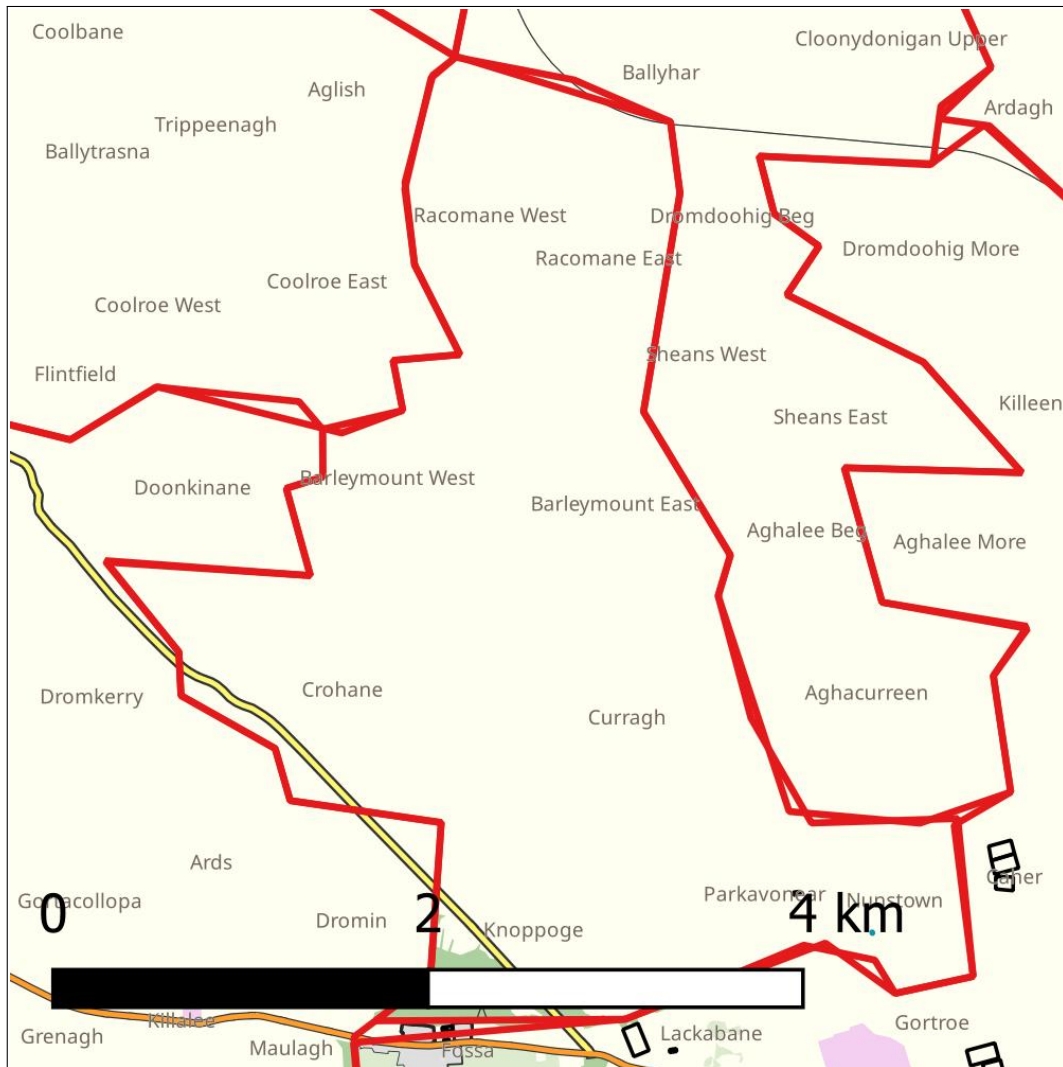 Coolbane
Cloonydonigan Upper
Ballyhar
Aglish
Ardagh
Trippeenagh
Ballytrasna
Racomane West
Dromdoohig Beg
Dromdoohig More
Racomane East
Coolroe East
Coolroe West
Sheans West
Flintfield
Killeen
Sheans East
Barleymount West
Doonkinane
Barleymount East
Aghalee Beg
Aghalee More
Crohane
Aghacurreen
Dromkerry
Curragh
Ards
Caher
Parkavonear
Nunstown
Gortacollopa
0 2 4 km
Dromin
Knoppoge
Killalee
Gortroe
Grenagh
Lackabane
Maulagh
Fossa